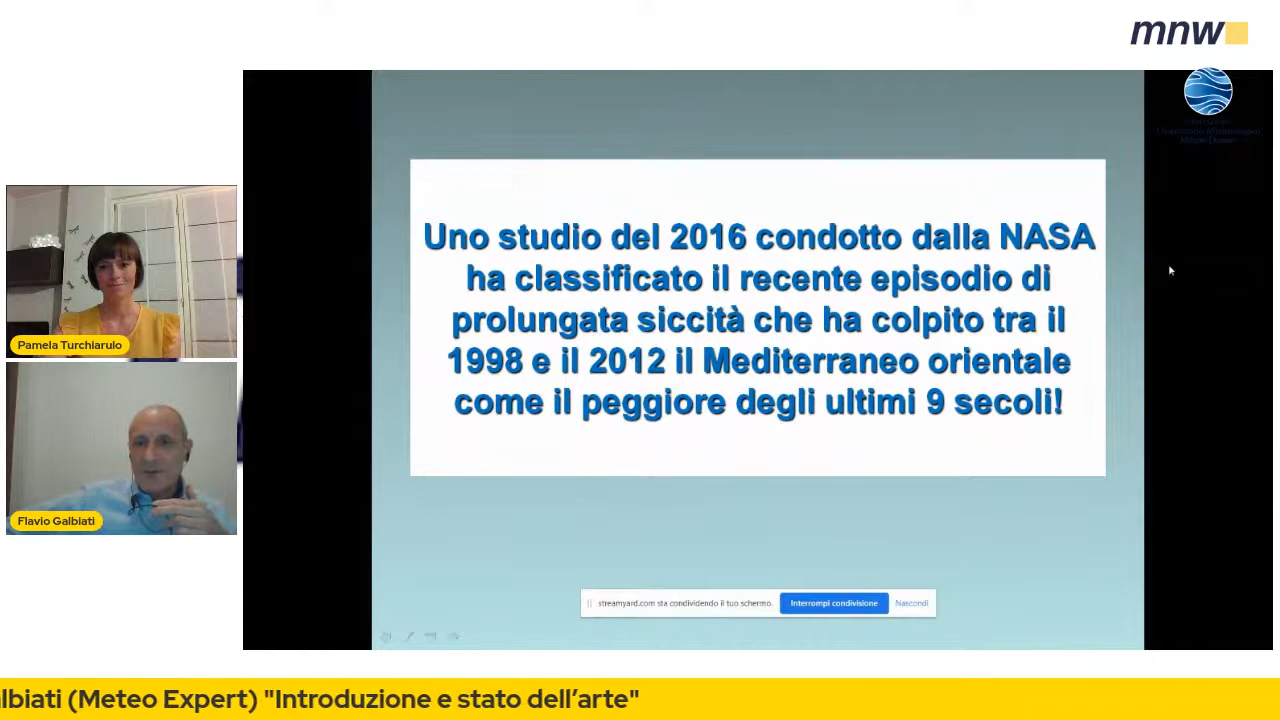 mnw
Uno studio del 2016 condotto dalla NASA
ha classificato il recente episodio di
prolungata siccità che ha colpito tra il
1998 e il 2012 il Mediterraneo orientale
come il peggiore degli ultimi 9 secoli!
Pamela Turchiarulo
Flavio Galbiati
streamyard.com sta condividendo il tuo schermo.
Interrompi condivisione
Nascondi
lbiati (Meteo Expert) "Introduzione e stato dell’arte"